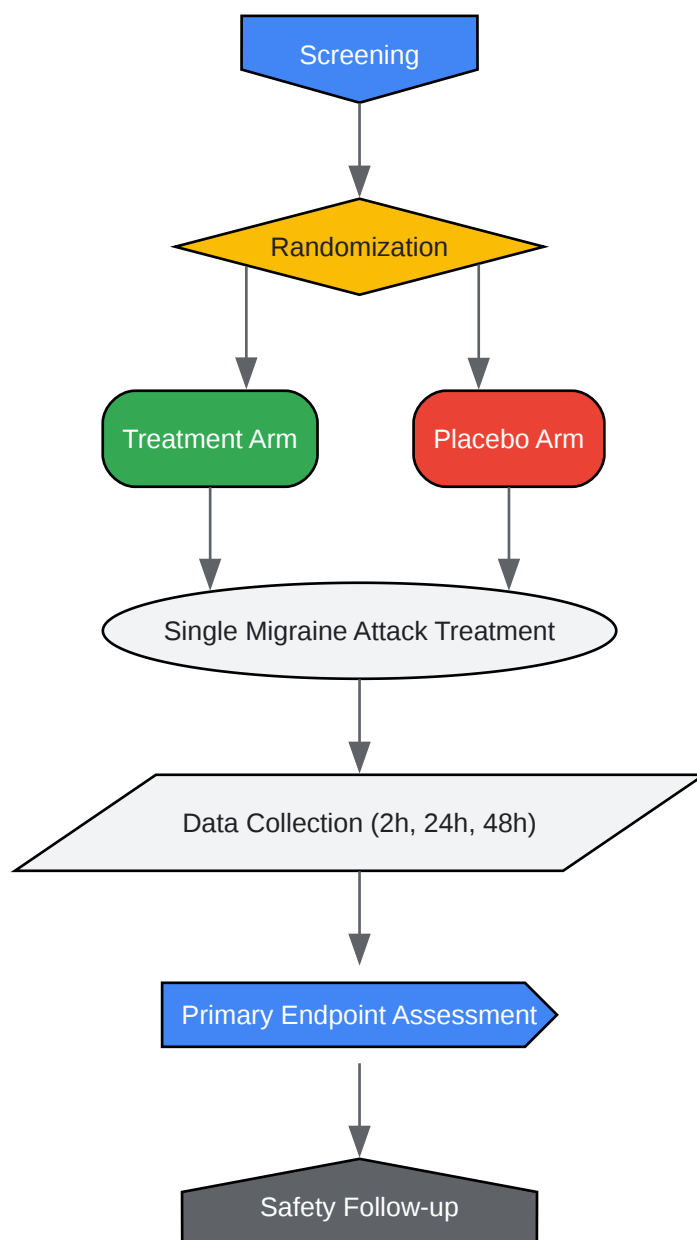 Screening
Randomization
Treatment Arm
Placebo Arm
Single Migraine Attack Treatment
Data Collection (2h, 24h, 48h)
Primary Endpoint Assessment
Safety Follow-up